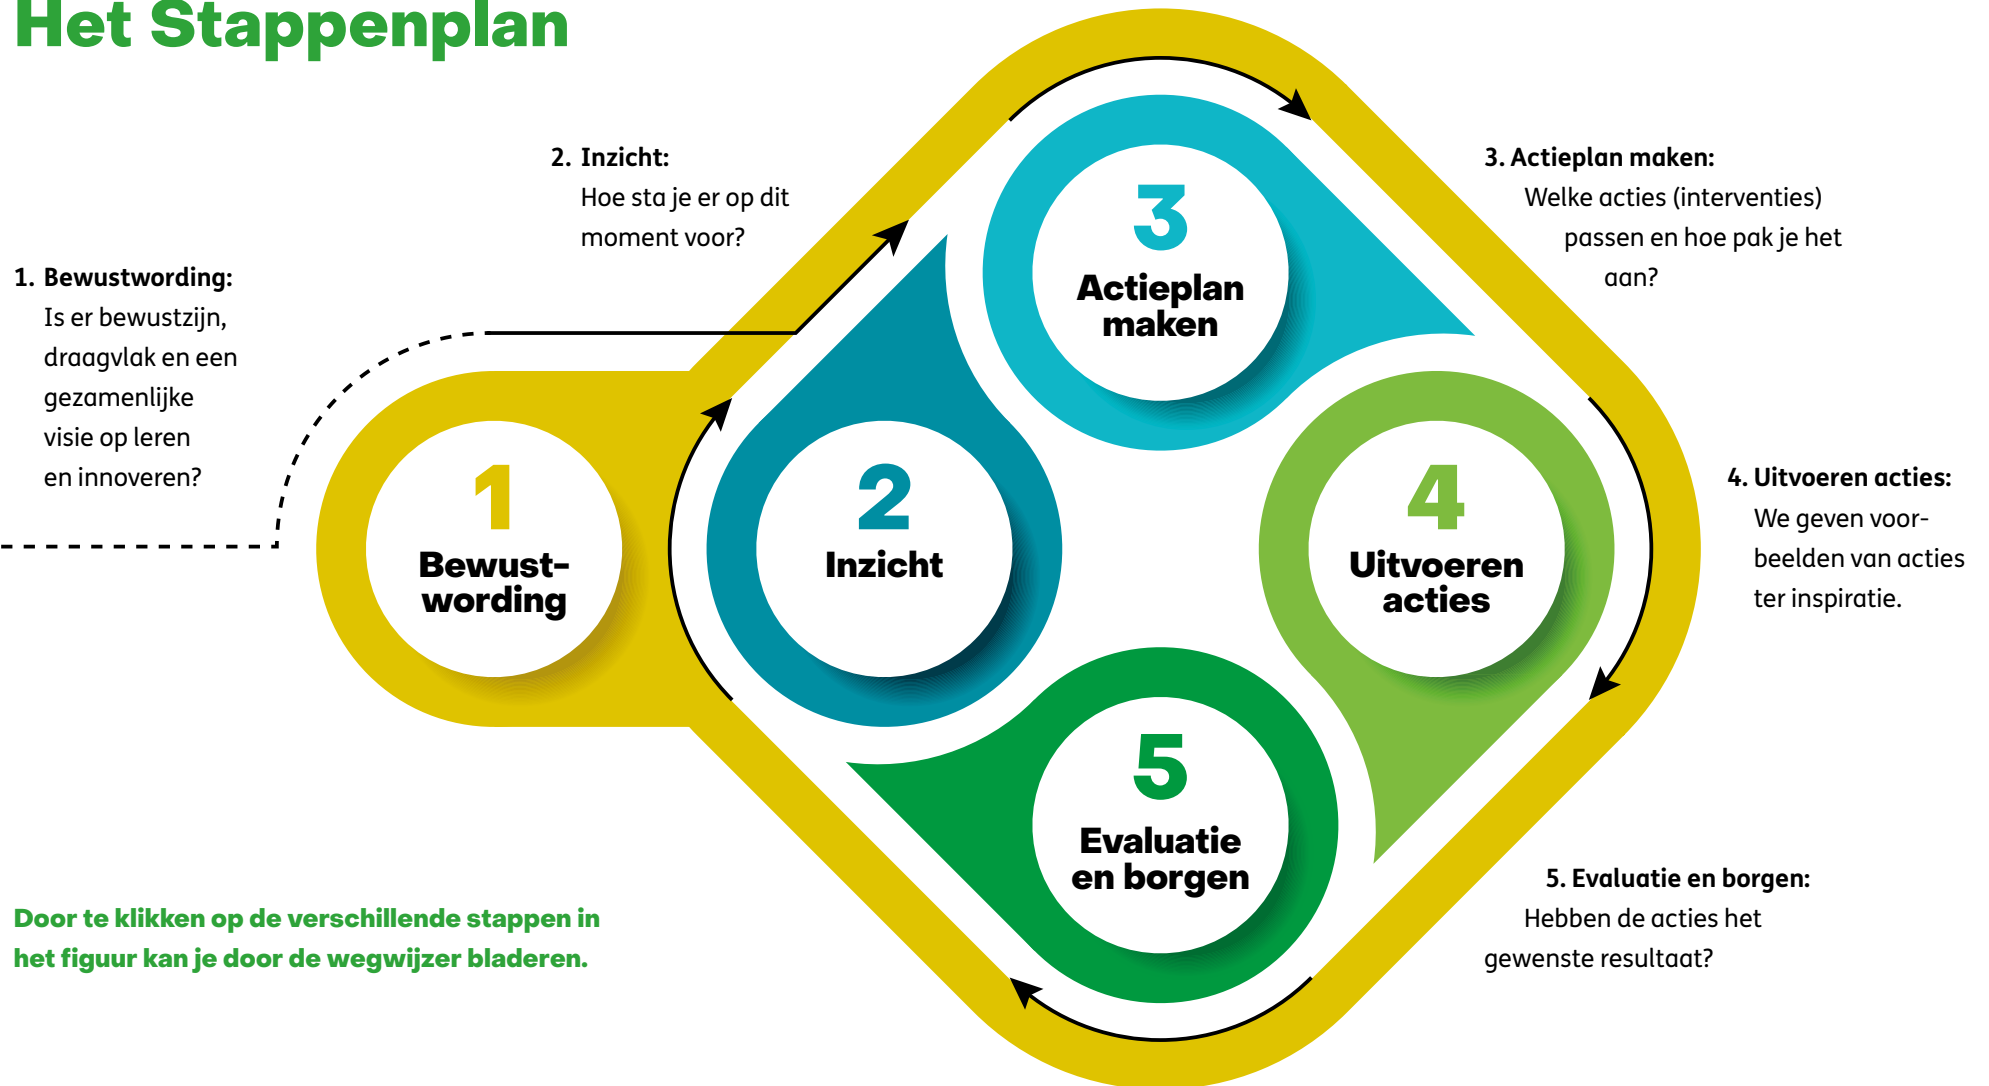 Het Stappenplan
1. Bewustwording:
Is er bewustzijn,
draagvlak en een
gezamenlijke
visie op leren
en innoveren?
2. Inzicht:
Hoe sta je er op dit
moment voor?
3. Actieplan maken:
Welke acties (interventies)
passen en hoe pak je het
aan?
4. Uitvoeren acties:
We geven voor-
beelden van acties
ter inspiratie.
5. Evaluatie en borgen:
Hebben de acties het
gewenste resultaat?
1
Bewust-
wording
2
Inzicht
3
Actieplan
maken
4
Uitvoeren
acties
5
Evaluatie
en borgen
Door te klikken op de verschillende stappen in
het figuur kan je door de wegwijzer bladeren.